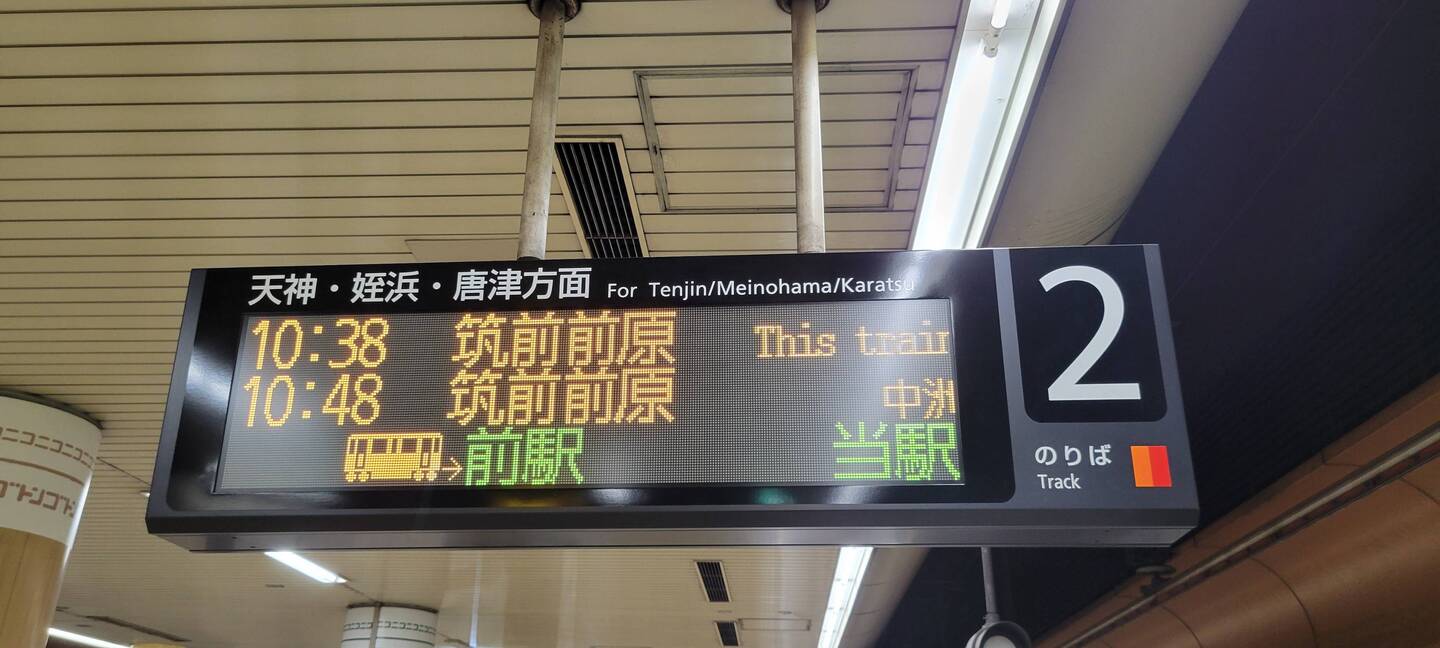 天神・姪浜・唐津方面 For Tenjin/Meinohama/Karatsu
10:38 筑前前原 This train
10:48 筑前前原 中洲
→前駅 当駅
2
のりば
Track